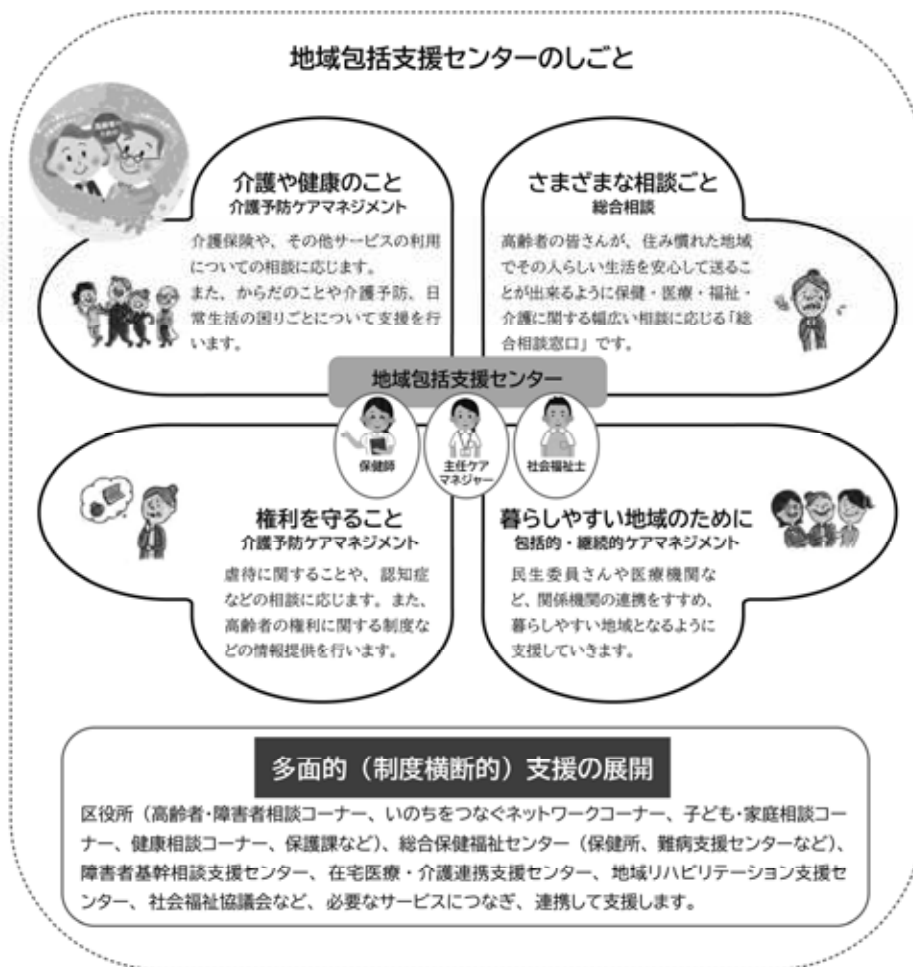 地域包括支援センターのしごと
介護や健康のこと
介護予防ケアマネジメント
介護保険や、その他サービスの利用
についての相談に応じます。
また、からだのことや介護予防、日
常生活の困りごとについて支援を行
います。
さまざまな相談ごと
総合相談
高齢者の皆さんが、住み慣れた地域
でその人らしい生活を安心して送るこ
とが出来るように保健・医療・福祉・
介護に関する幅広い相談に応じる「総
合相談窓口」です。
地域包括支援センター
保健師
主任ケア
マネジャー
社会福祉士
権利を守ること
介護予防ケアマネジメント
虐待に関することや、認知症
などの相談に応じます。また、
高齢者の権利に関する制度な
どの情報提供を行います。
暮らしやすい地域のために
包括的・継続的ケアマネジメント
民生委員さんや医療機関な
ど、関係機関の連携をすすめ、
暮らしやすい地域となるように
支援していきます。
多面的（制度横断的）支援の展開
区役所（高齢者・障害者相談コーナー、いのちをつなぐネットワークコーナー、子ども・家庭相談コー
ナー、健康相談コーナー、保護課など）、総合保健福祉センター（保健所、難病支援センターなど）、
障害者基幹相談支援センター、在宅医療・介護連携支援センター、地域リハビリテーション支援セ
ンター、社会福祉協議会など、必要なサービスにつなぎ、連携して支援します。